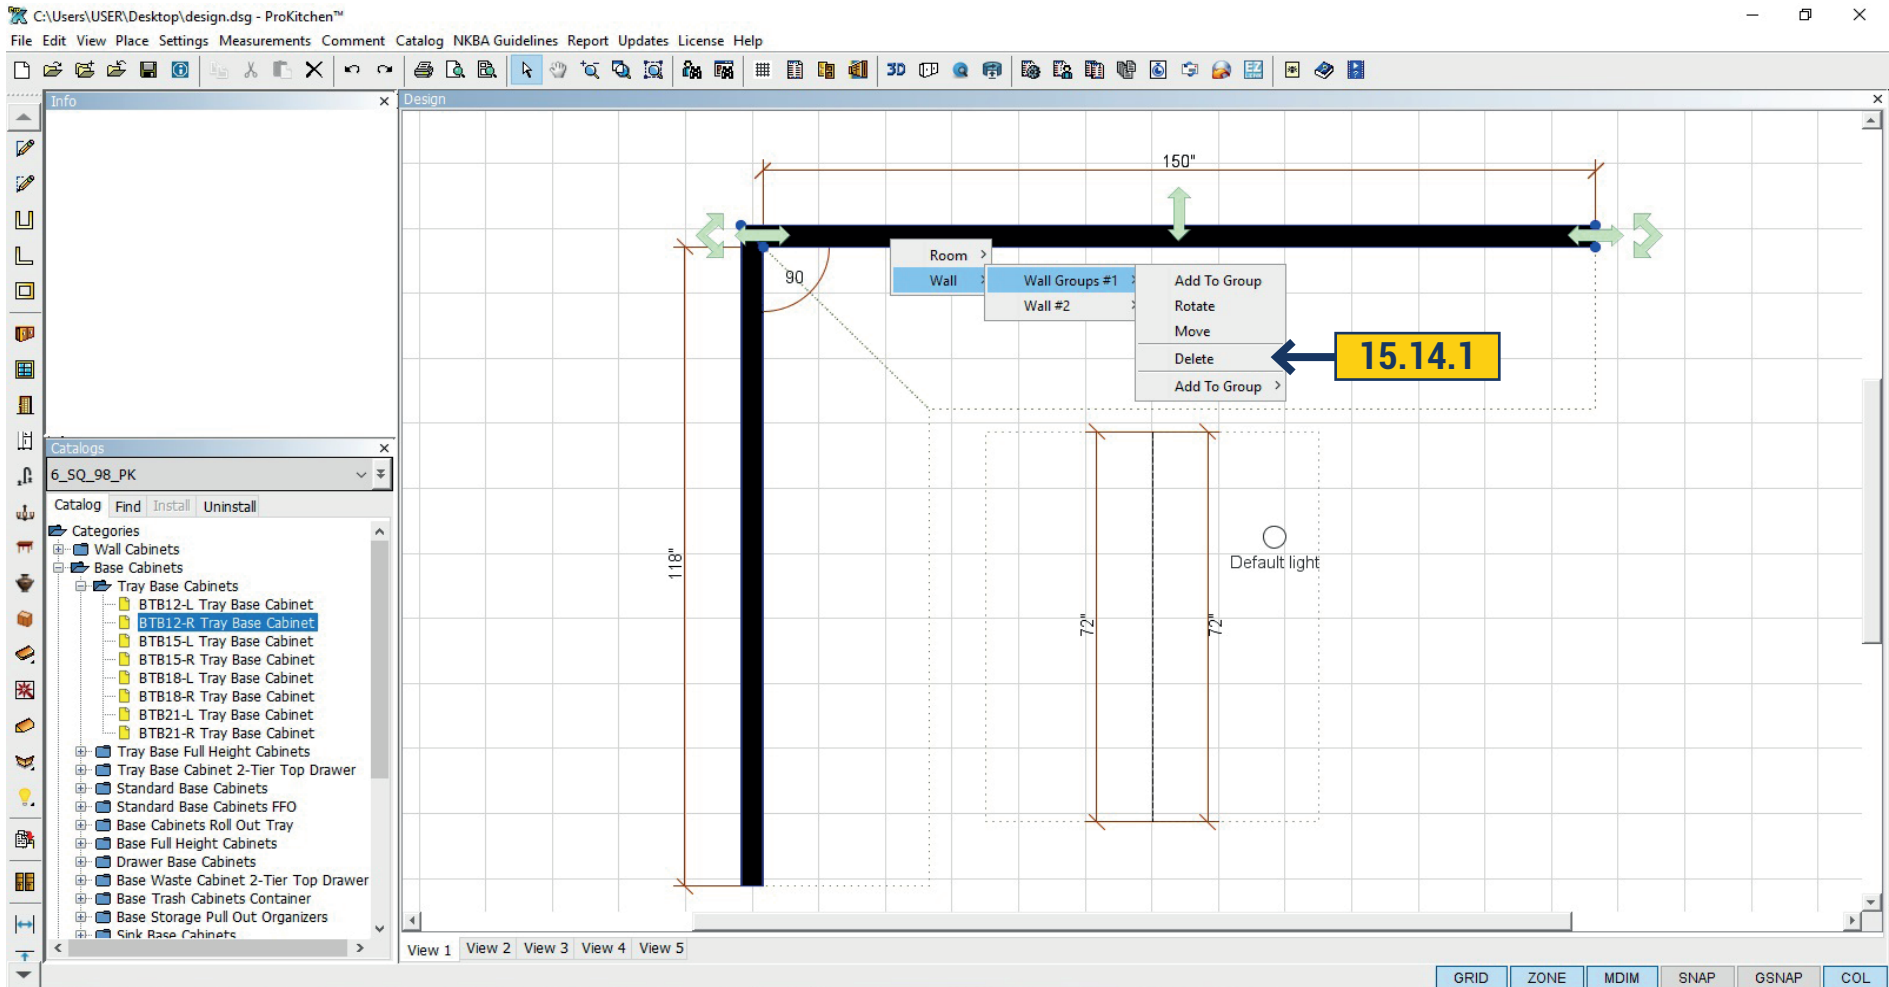 C:\Users\USER\Desktop\design.dsg - ProKitchen™
File Edit View Place Settings Measurements Comment Catalog NKBA Guidelines Report Updates License Help
3D
EZ
Info
Design
150"
90
Room
Wall
Wall Groups #1
Wall #2
Add To Group
Rotate
Move
Delete
Add To Group
15.14.1
118"
72"
72"
Default light
Catalogs
6_SQ_98_PK
Catalog Find Install Uninstall
Categories
Wall Cabinets
Base Cabinets
Tray Base Cabinets
BTB12-L Tray Base Cabinet
BTB12-R Tray Base Cabinet
BTB15-L Tray Base Cabinet
BTB15-R Tray Base Cabinet
BTB18-L Tray Base Cabinet
BTB18-R Tray Base Cabinet
BTB21-L Tray Base Cabinet
BTB21-R Tray Base Cabinet
Tray Base Full Height Cabinets
Tray Base Cabinet 2-Tier Top Drawer
Standard Base Cabinets
Standard Base Cabinets FFO
Base Cabinets Roll Out Tray
Base Full Height Cabinets
Drawer Base Cabinets
Base Waste Cabinet 2-Tier Top Drawer
Base Trash Cabinets Container
Base Storage Pull Out Organizers
Sink Base Cabinets
View 1 View 2 View 3 View 4 View 5
GRID ZONE MDIM SNAP GSNAP COL